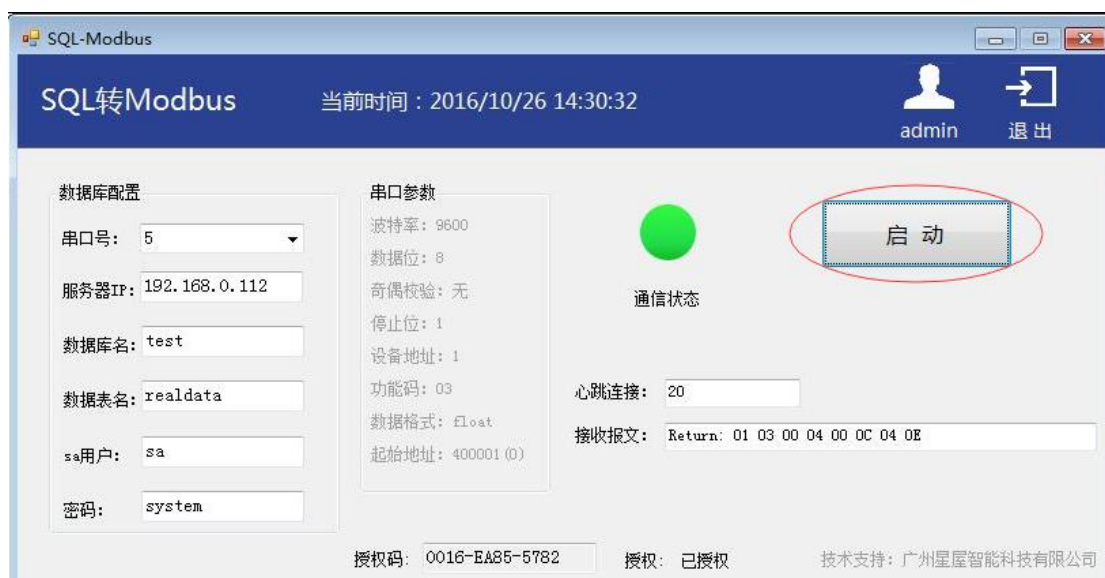 SQL-Modbus
SQL转Modbus
当前时间：2016/10/26 14:30:32
admin
退出
数据库配置
串口号： 5
服务器IP： 192.168.0.112
数据库名： test
数据表名： realdata
sa用户： sa
密码： system
串口参数
波特率：9600
数据位：8
奇偶校验：无
停止位：1
设备地址：1
功能码：03
数据格式：float
起始地址：400001(0)
通信状态
启 动
心跳连接： 20
接收报文： Return: 01 03 00 04 00 0C 04 0E
授权码： 0016-EA85-5782
授权： 已授权
技术支持：广州星屋智能科技有限公司